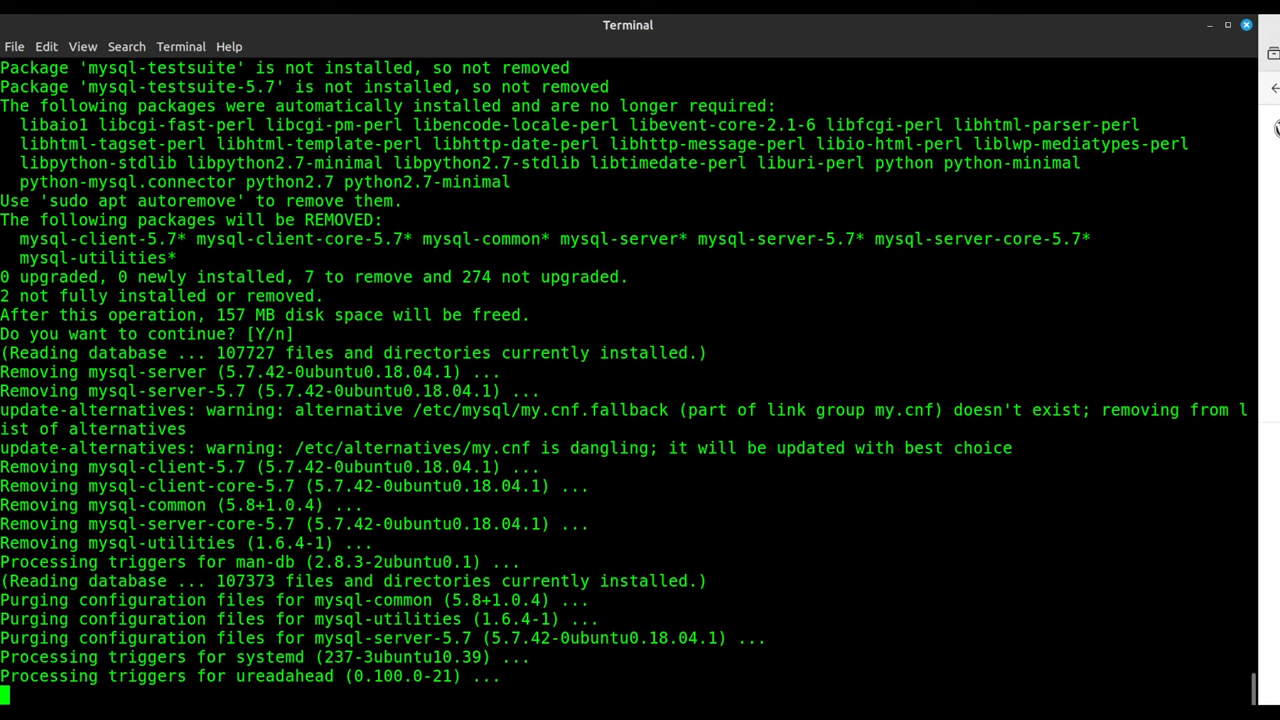 Terminal
File Edit View Search Terminal Help
Package 'mysql-testsuite' is not installed, so not removed
Package 'mysql-testsuite-5.7' is not installed, so not removed
The following packages were automatically installed and are no longer required:
  libaio1 libcgi-fast-perl libcgi-pm-perl libencode-locale-perl libevent-core-2.1-6 libfcgi-perl libhtml-parser-perl
  libhtml-tagset-perl libhtml-template-perl libhttp-date-perl libhttp-message-perl libio-html-perl liblwp-mediatypes-perl
  libpython-stdlib libpython2.7-minimal libpython2.7-stdlib libtimedate-perl liburi-perl python python-minimal
  python-mysql.connector python2.7 python2.7-minimal
Use 'sudo apt autoremove' to remove them.
The following packages will be REMOVED:
  mysql-client-5.7* mysql-client-core-5.7* mysql-common* mysql-server* mysql-server-5.7* mysql-server-core-5.7*
  mysql-utilities*
0 upgraded, 0 newly installed, 7 to remove and 274 not upgraded.
2 not fully installed or removed.
After this operation, 157 MB disk space will be freed.
Do you want to continue? [Y/n]
(Reading database ... 107727 files and directories currently installed.)
Removing mysql-server (5.7.42-0ubuntu0.18.04.1) ...
Removing mysql-server-5.7 (5.7.42-0ubuntu0.18.04.1) ...
update-alternatives: warning: alternative /etc/mysql/my.cnf.fallback (part of link group my.cnf) doesn't exist; removing from l
ist of alternatives
update-alternatives: warning: /etc/alternatives/my.cnf is dangling; it will be updated with best choice
Removing mysql-client-5.7 (5.7.42-0ubuntu0.18.04.1) ...
Removing mysql-client-core-5.7 (5.7.42-0ubuntu0.18.04.1) ...
Removing mysql-common (5.8+1.0.4) ...
Removing mysql-server-core-5.7 (5.7.42-0ubuntu0.18.04.1) ...
Removing mysql-utilities (1.6.4-1) ...
Processing triggers for man-db (2.8.3-2ubuntu0.1) ...
(Reading database ... 107373 files and directories currently installed.)
Purging configuration files for mysql-common (5.8+1.0.4) ...
Purging configuration files for mysql-utilities (1.6.4-1) ...
Purging configuration files for mysql-server-5.7 (5.7.42-0ubuntu0.18.04.1) ...
Processing triggers for systemd (237-3ubuntu10.39) ...
Processing triggers for ureadahead (0.100.0-21) ...